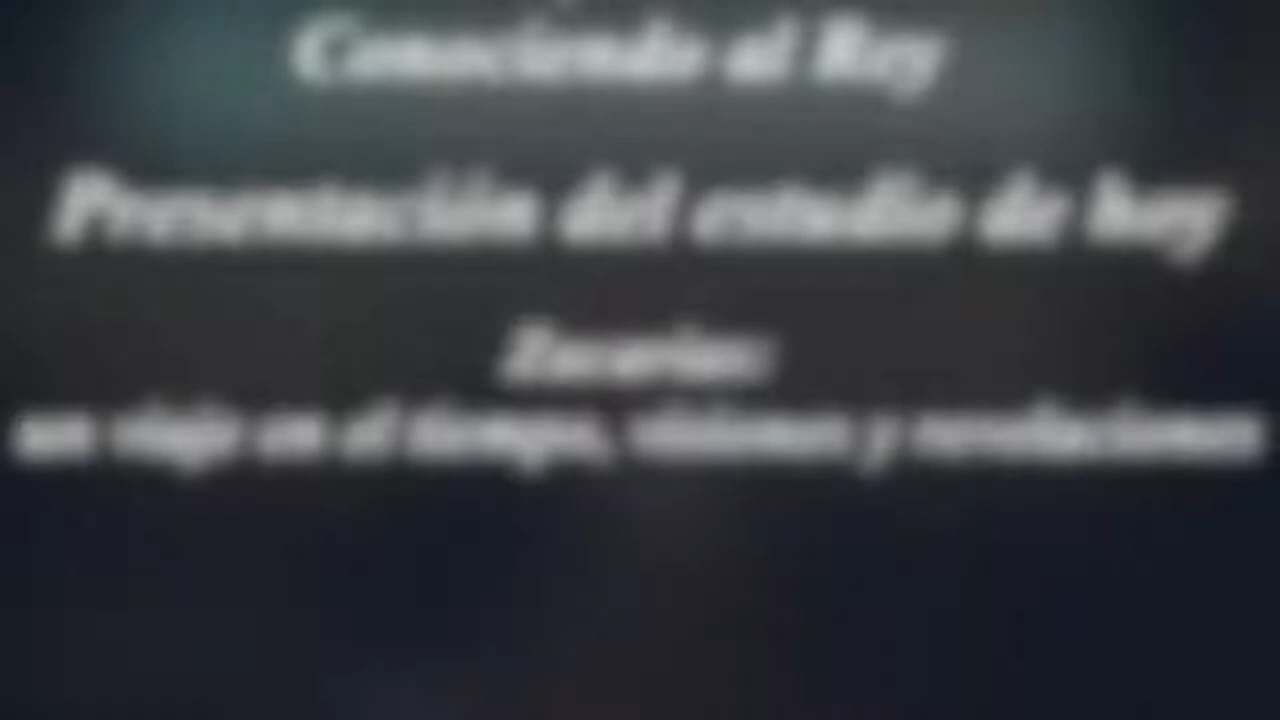 Conociendo al Rey
Presentación del estudio de hoy
Zacarías:
un viaje en el tiempo, visiones y revelaciones